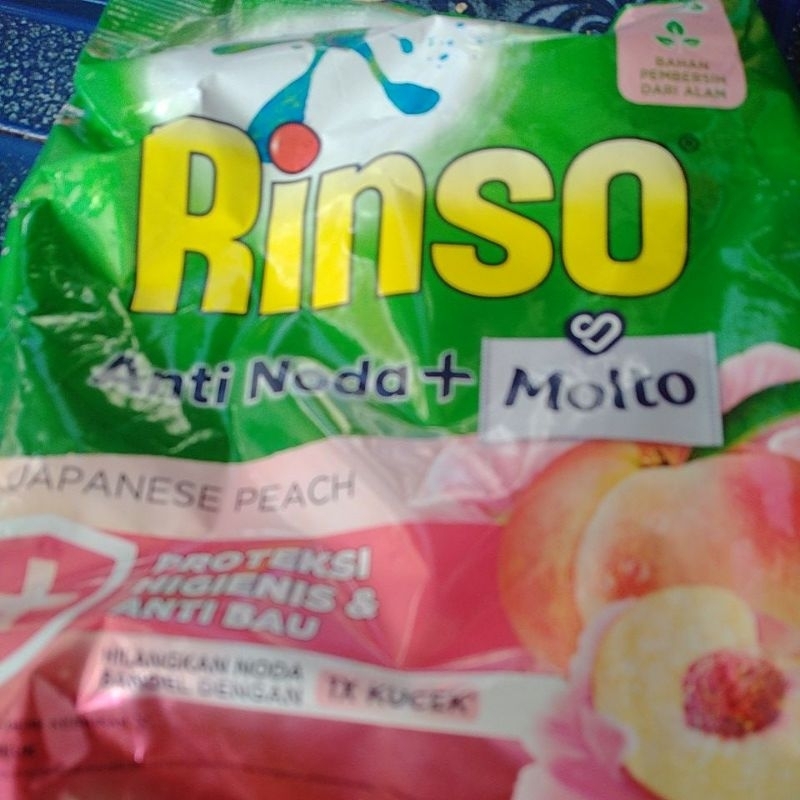 BAHAN
PEMBERSIH
DARI ALAM
Rinso®
Anti Noda + Molto
JAPANESE PEACH
PROTEKSI
HIGIENIS &
ANTI BAU
HILANGKAN NODA
BANDEL DENGAN 1X KUCEK